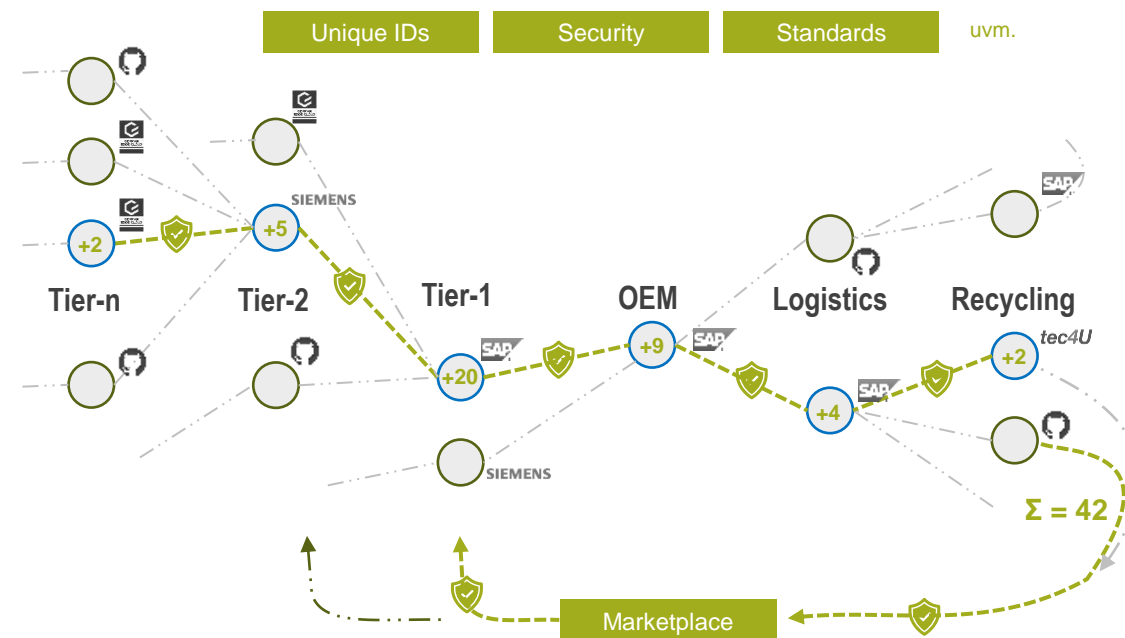 Unique IDs
Security
Standards
uvm.
SIEMENS
SAP
+2
+5
Tier-n
Tier-2
Tier-1
OEM
Logistics
Recycling
tec4U
SAP
SAP
+9
+2
+20
SAP
+4
SIEMENS
Σ = 42
Marketplace